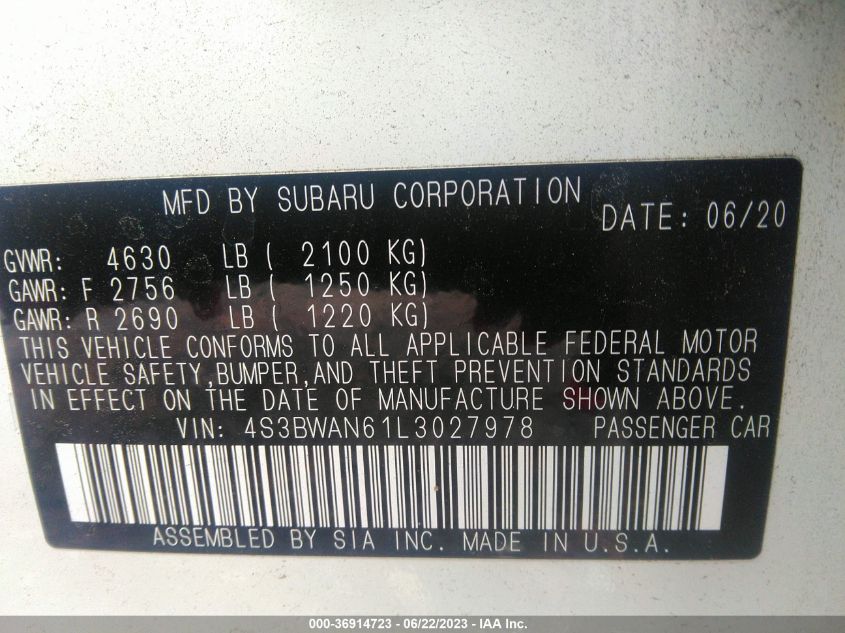 MFD BY SUBARU CORPORATION
DATE: 06/20
GVWR: 4630 LB ( 2100 KG)
GAWR: F 2756 LB ( 1250 KG)
GAWR: R 2690 LB ( 1220 KG)
THIS VEHICLE CONFORMS TO ALL APPLICABLE FEDERAL MOTOR
VEHICLE SAFETY,BUMPER,AND THEFT PREVENTION STANDARDS
IN EFFECT ON THE DATE OF MANUFACTURE SHOWN ABOVE.
VIN: 4S3BWAN61L3027978 PASSENGER CAR
ASSEMBLED BY SIA INC. MADE IN U.S.A.
000-36914723 - 06/22/2023 - IAA Inc.